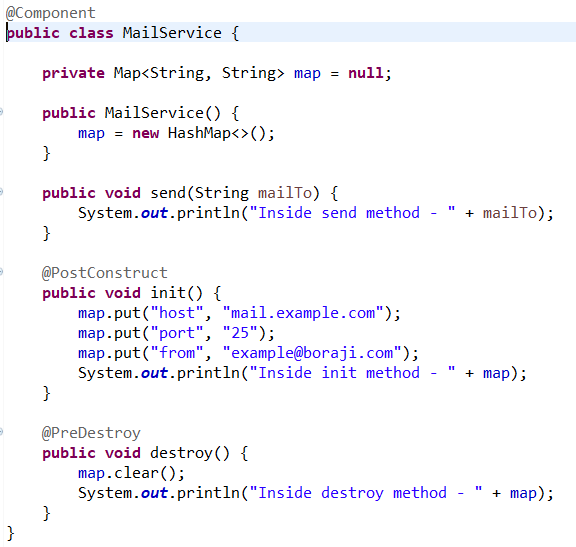 @Component
public class MailService {
private Map<String, String> map = null;
public MailService() {
map = new HashMap<>();
}
public void send(String mailTo) {
System.out.println("Inside send method - " + mailTo);
}
@PostConstruct
public void init() {
map.put("host", "mail.example.com");
map.put("port", "25");
map.put("from", "example@boraji.com");
System.out.println("Inside init method - " + map);
}
@PreDestroy
public void destroy() {
map.clear();
System.out.println("Inside destroy method - " + map);
}
}